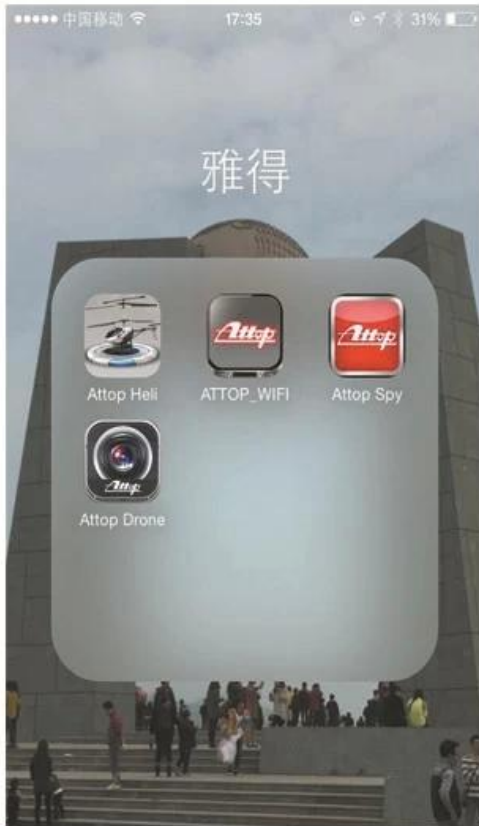 中国移动 17:35 31%
雅得
Attop
Attop
Attop Heli ATTOP_WIFI Attop Spy
Attop
Attop Drone